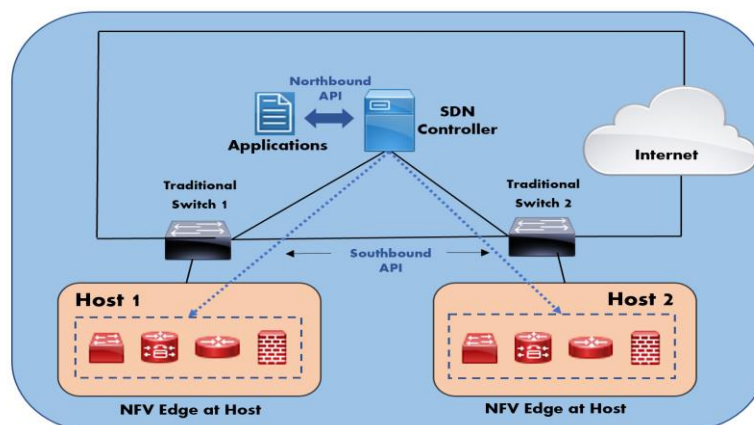 Northbound
API
SDN
Controller
Applications
Internet
Traditional
Switch 1
Traditional
Switch 2
Southbound
API
Host 1
Host 2
NFV Edge at Host
NFV Edge at Host